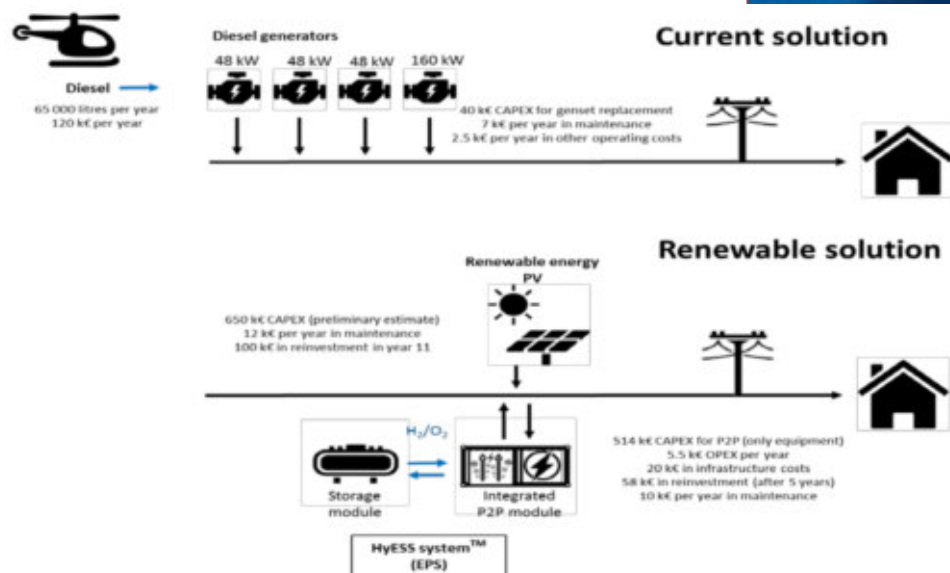 Current solution
Diesel generators
48 kW 48 kW 48 kW 160 kW
Diesel
65 000 litres per year
120 k€ per year
40 k€ CAPEX for genset replacement
7 k€ per year in maintenance
2.5 k€ per year in other operating costs
Renewable solution
Renewable energy
PV
650 k€ CAPEX (preliminary estimate)
12 k€ per year in maintenance
100 k€ in reinvestment in year 11
H₂/O₂
Storage
module
Integrated
P2P module
514 k€ CAPEX for P2P (only equipment)
5.5 k€ OPEX per year
20 k€ in infrastructure costs
58 k€ in reinvestment (after 5 years)
10 k€ per year in maintenance
HyESS system™
(EPS)